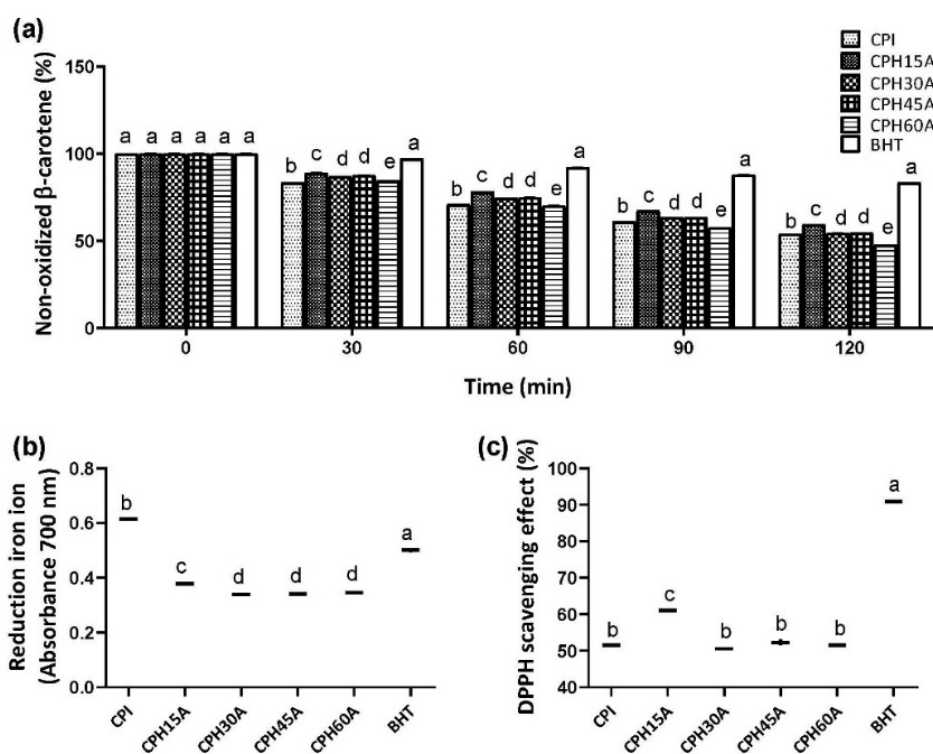 (a)
Non-oxidized β-carotene (%)
150
100
50
0
a a a a a a
b c d d e a
b c d d e a
b c d d e a
b c d d e a
0 30 60 90 120
Time (min)
CPI
CPH15A
CPH30A
CPH45A
CPH60A
BHT
(b)
Reduction iron ion
(Absorbance 700 nm)
0.8
0.6
0.4
0.2
0.0
b c d d d a
CPI CPH15A CPH30A CPH45A CPH60A BHT
(c)
DPPH scavenging effect (%)
100
90
80
70
60
50
40
b c b b b a
CPI CPH15A CPH30A CPH45A CPH60A BHT